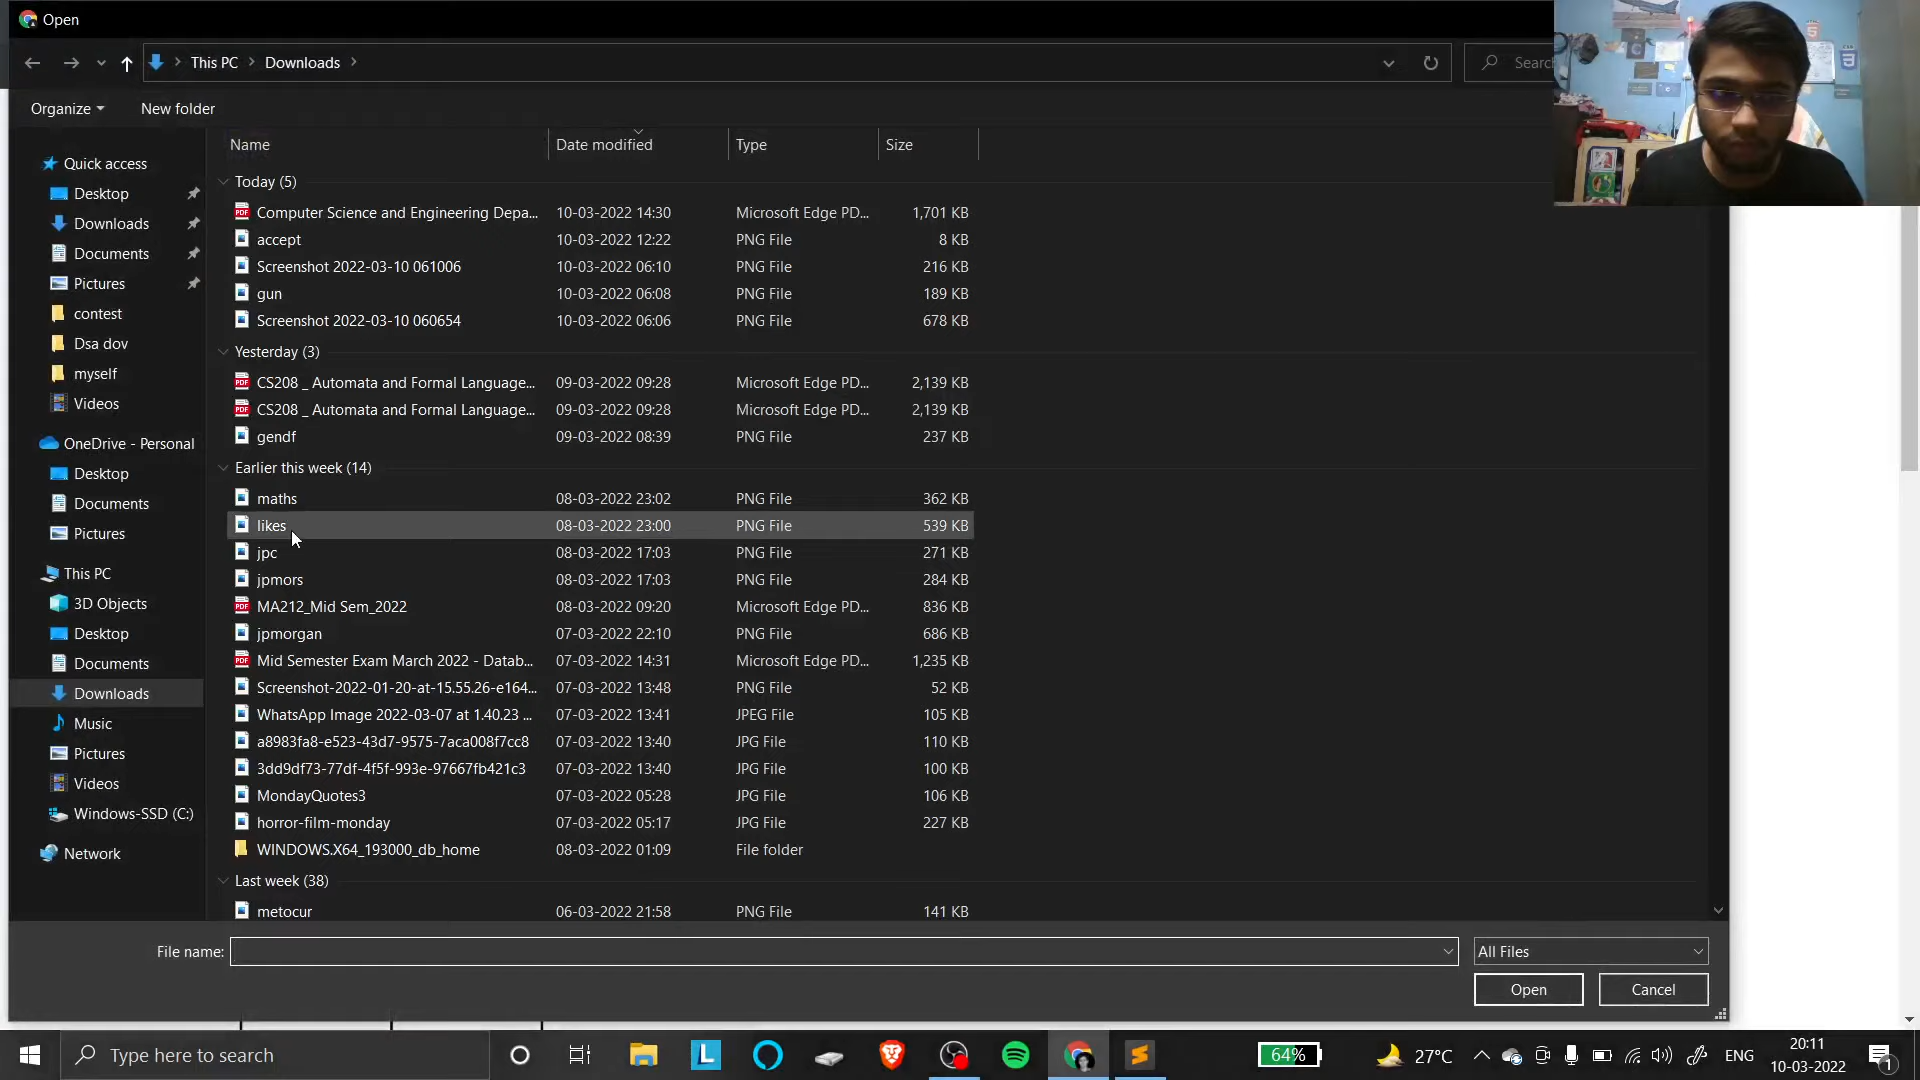 Open
This PC
Downloads
Search
Organize
New folder
Name Date modified Type Size
Quick access
Desktop
Downloads
Documents
Pictures
contest
Dsa dov
myself
Videos
OneDrive - Personal
Desktop
Documents
Pictures
This PC
3D Objects
Desktop
Documents
Downloads
Music
Pictures
Videos
Windows-SSD (C:)
Network
Today (5)
Computer Science and Engineering Depa... 10-03-2022 14:30 Microsoft Edge PD... 1,701 KB
accept 10-03-2022 12:22 PNG File 8 KB
Screenshot 2022-03-10 061006 10-03-2022 06:10 PNG File 216 KB
gun 10-03-2022 06:08 PNG File 189 KB
Screenshot 2022-03-10 060654 10-03-2022 06:06 PNG File 678 KB
Yesterday (3)
CS208 _ Automata and Formal Language... 09-03-2022 09:28 Microsoft Edge PD... 2,139 KB
CS208 _ Automata and Formal Language... 09-03-2022 09:28 Microsoft Edge PD... 2,139 KB
gendf 09-03-2022 08:39 PNG File 237 KB
Earlier this week (14)
maths 08-03-2022 23:02 PNG File 362 KB
likes 08-03-2022 23:00 PNG File 539 KB
jpc 08-03-2022 17:03 PNG File 271 KB
jpmors 08-03-2022 17:03 PNG File 284 KB
MA212_Mid Sem_2022 08-03-2022 09:20 Microsoft Edge PD... 836 KB
jpmorgan 07-03-2022 22:10 PNG File 686 KB
Mid Semester Exam March 2022 - Datab... 07-03-2022 14:31 Microsoft Edge PD... 1,235 KB
Screenshot-2022-01-20-at-15.55.26-e164... 07-03-2022 13:48 PNG File 52 KB
WhatsApp Image 2022-03-07 at 1.40.23 ... 07-03-2022 13:41 JPEG File 105 KB
a8983fa8-e523-43d7-9575-7aca008f7cc8 07-03-2022 13:40 JPG File 110 KB
3dd9df73-77df-4f5f-993e-97667fb421c3 07-03-2022 13:40 JPG File 100 KB
MondayQuotes3 07-03-2022 05:28 JPG File 106 KB
horror-film-monday 07-03-2022 05:17 JPG File 227 KB
WINDOWS.X64_193000_db_home 08-03-2022 01:09 File folder
Last week (38)
metocur 06-03-2022 21:58 PNG File 141 KB
File name:
All Files
Open
Cancel
Type here to search
L
64%
27°C
ENG
20:11
10-03-2022
1